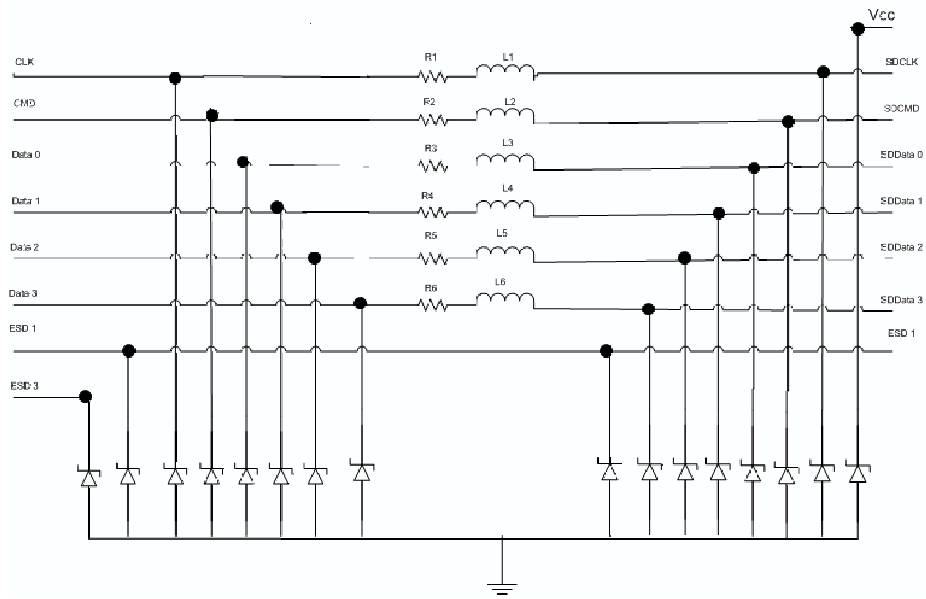 Vcc
CLK R1 L1 SDCLK
CMD R2 L2 SDCMD
Data 0 R3 L3 SDData 0
Data 1 R4 L4 SDData 1
Data 2 R5 L5 SDData 2
Data 3 R6 L6 SDData 3
ESD 1 ESD 1
ESD 3